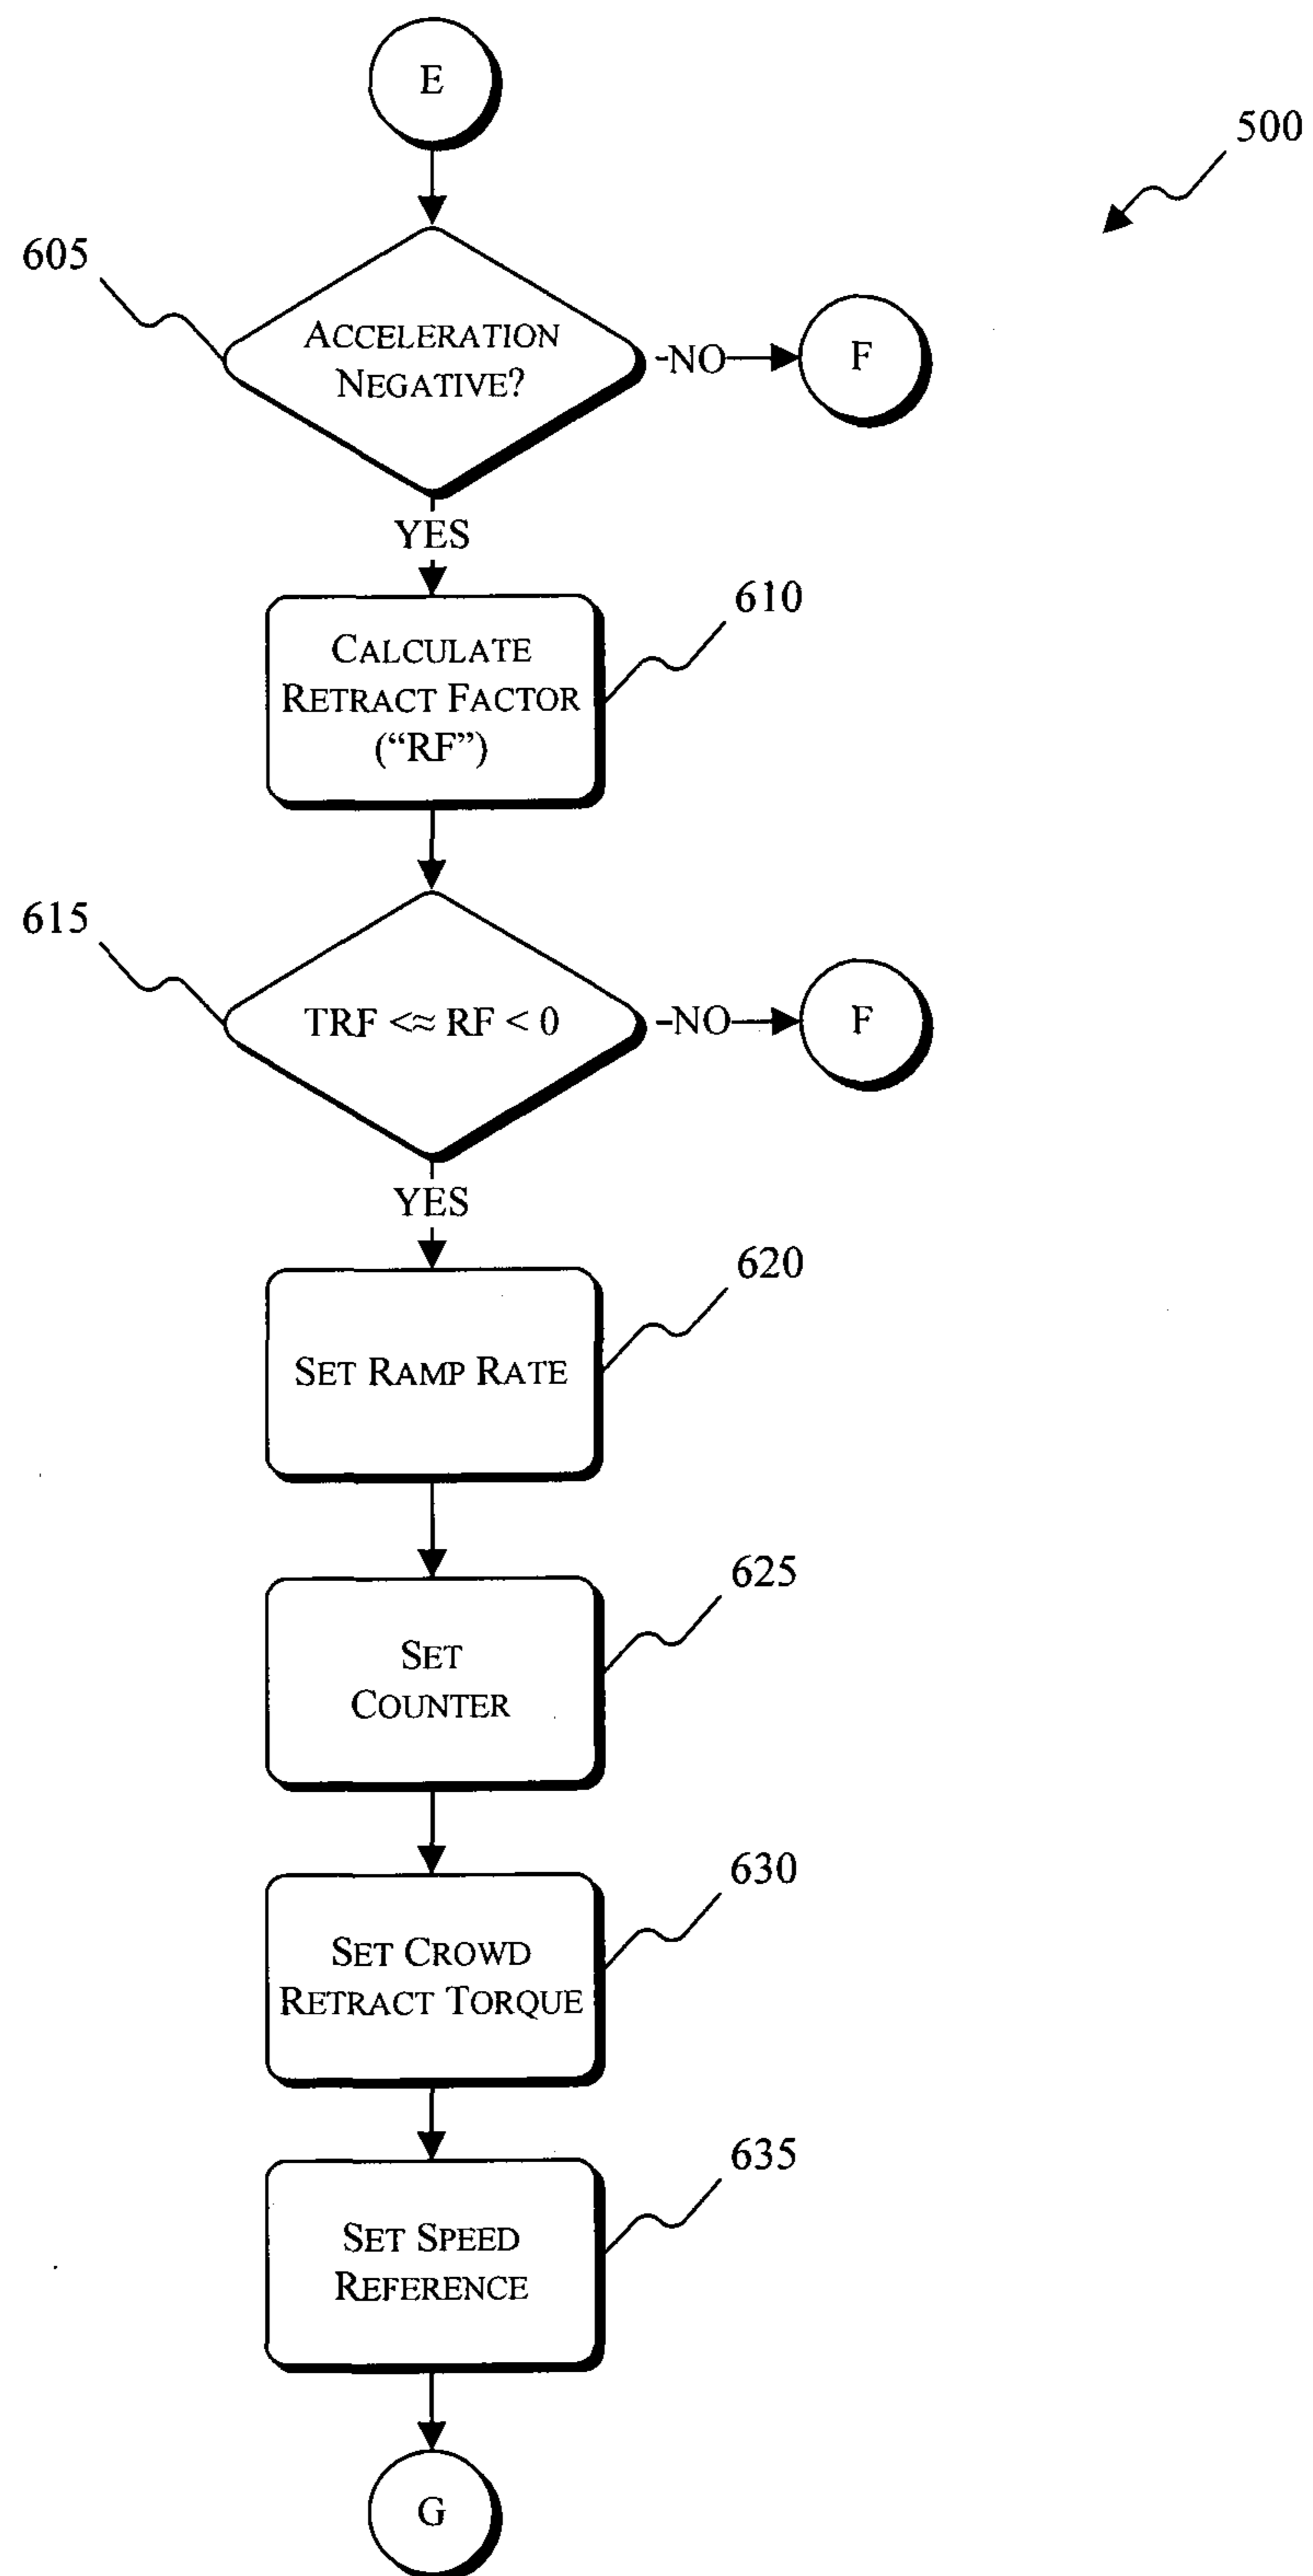 E
500
605
ACCELERATION
NEGATIVE?
-NO
F
YES
610
CALCULATE
RETRACT FACTOR
("RF")
615
TRF <≈ RF < 0
-NO
F
YES
620
SET RAMP RATE
625
SET
COUNTER
630
SET CROWD
RETRACT TORQUE
635
SET SPEED
REFERENCE
G